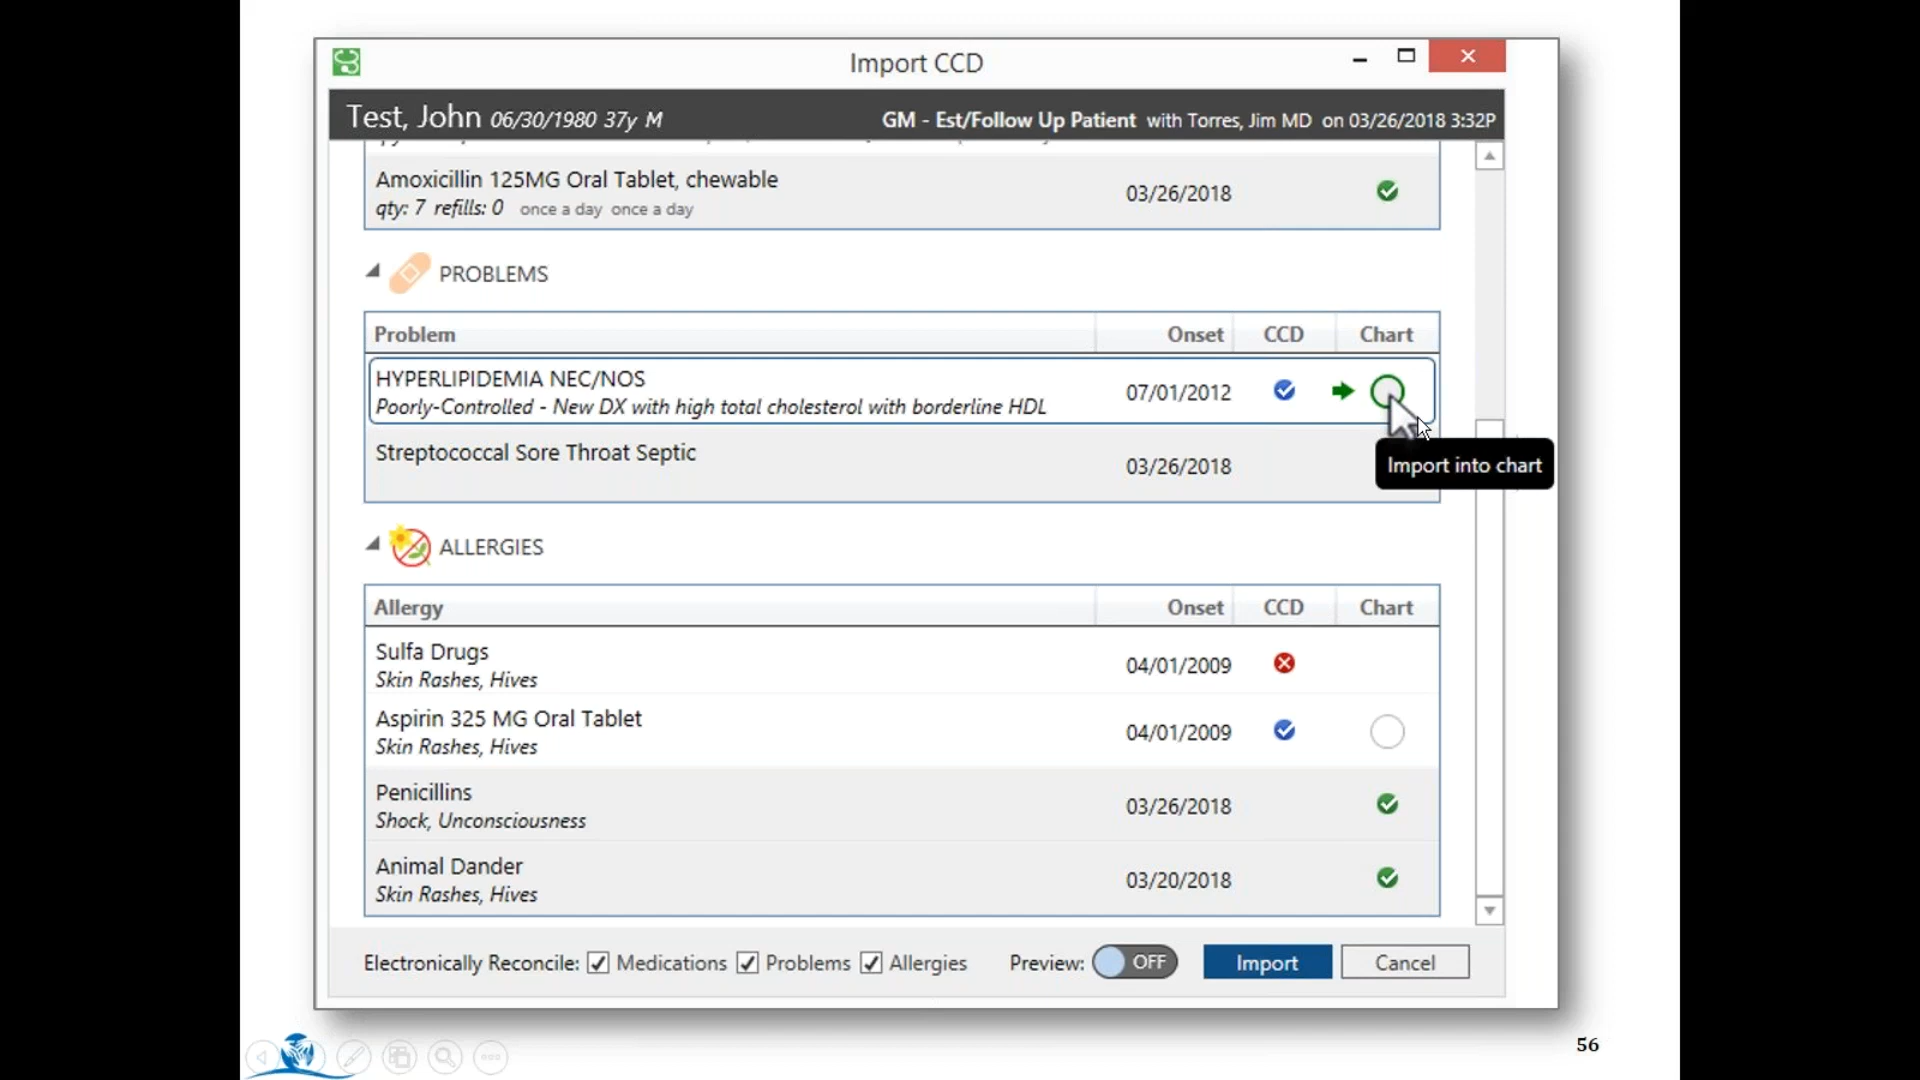 Import CCD
Test, John 06/30/1980 37y M GM - Est/Follow Up Patient with Torres, Jim MD on 03/26/2018 3:32P
Amoxicillin 125MG Oral Tablet, chewable 03/26/2018
qty: 7 refills: 0 once a day once a day
PROBLEMS
Problem Onset CCD Chart
HYPERLIPIDEMIA NEC/NOS 07/01/2012
Poorly-Controlled - New DX with high total cholesterol with borderline HDL
Streptococcal Sore Throat Septic 03/26/2018
Import into chart
ALLERGIES
Allergy Onset CCD Chart
Sulfa Drugs 04/01/2009
Skin Rashes, Hives
Aspirin 325 MG Oral Tablet 04/01/2009
Skin Rashes, Hives
Penicillins 03/26/2018
Shock, Unconsciousness
Animal Dander 03/20/2018
Skin Rashes, Hives
Electronically Reconcile: Medications Problems Allergies Preview: OFF Import Cancel
56